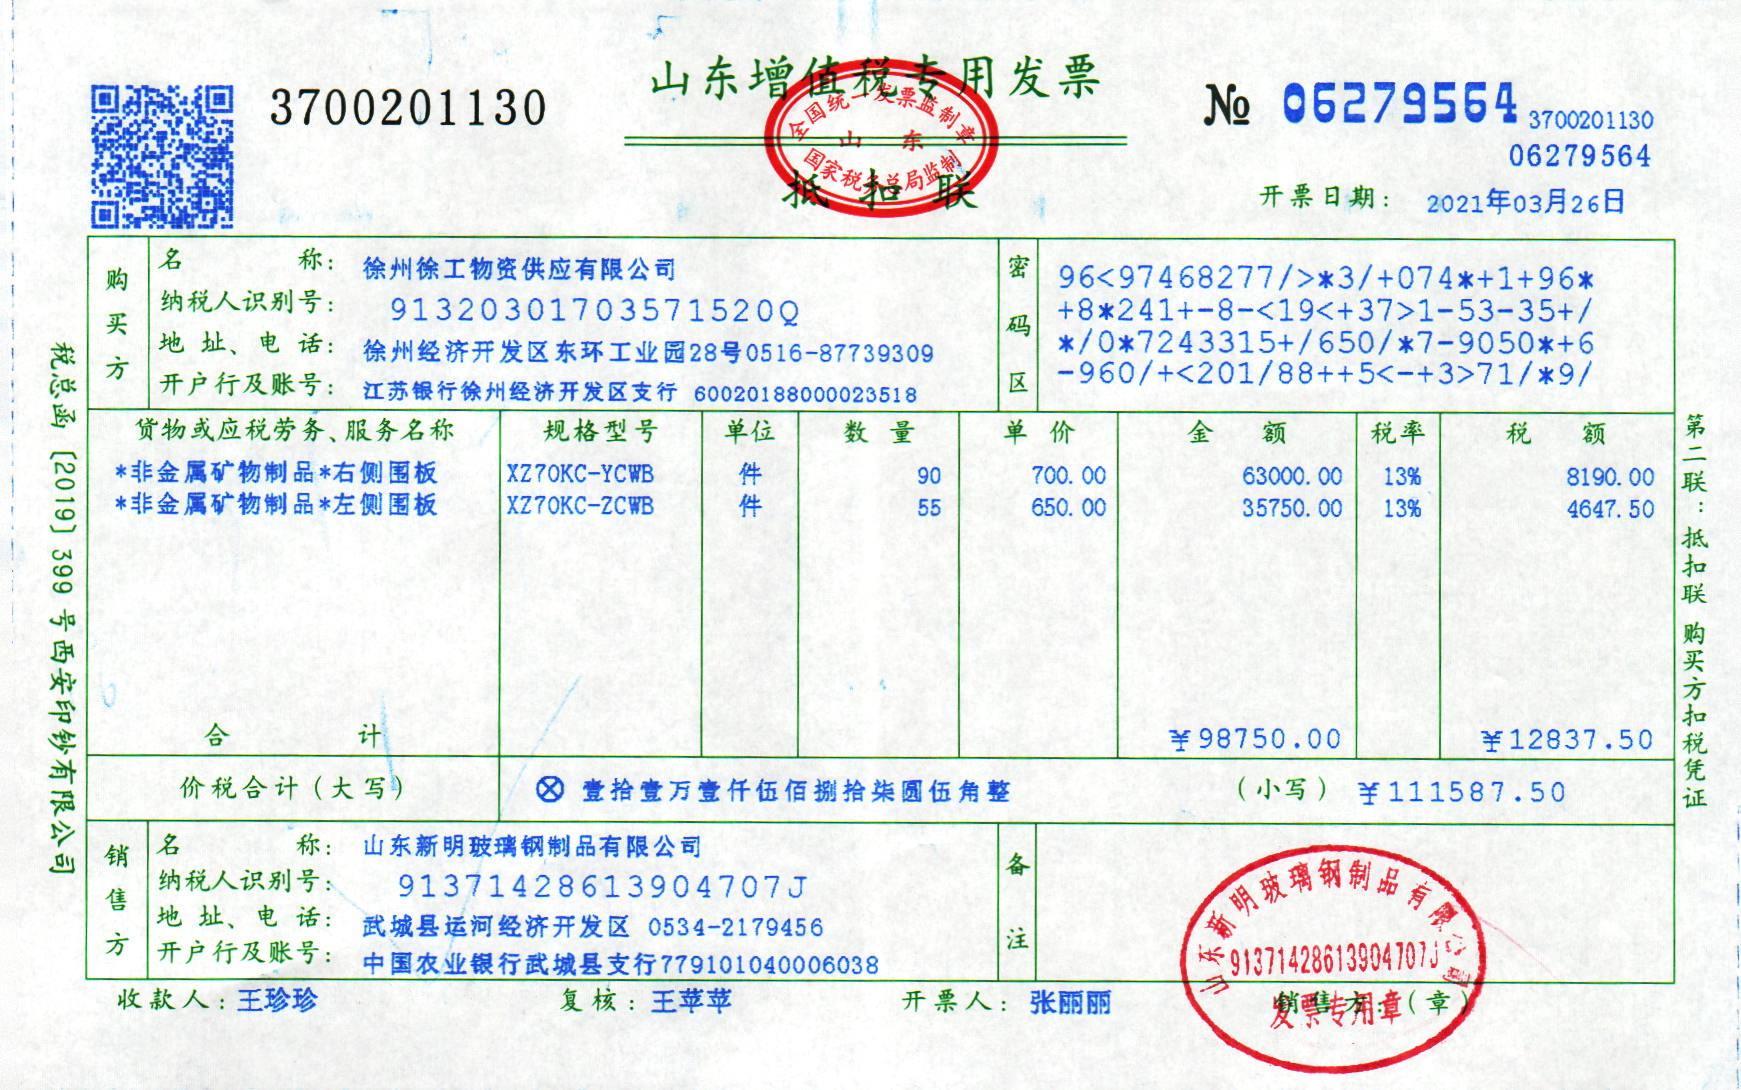 山东增值税专用发票
3700201130
№ 06279564
3700201130
06279564
全国统一发票监制章
山东
国家税务总局监制
抵扣联
开票日期: 2021年03月26日
购买方
名称: 徐州徐工物资供应有限公司
纳税人识别号: 91320301703571520Q
地址、电话: 徐州经济开发区东环工业园28号0516-87739309
开户行及账号: 江苏银行徐州经济开发区支行 60020188000023518
密码区
96<97468277/>*3/+074*+1+96*
+8*241+-8-<19<+37>1-53-35+/
*/0*7243315+/650/*7-9050*+6
-960/+<201/88++5<-+3>71/*9/
货物或应税劳务、服务名称 规格型号 单位 数量 单价 金额 税率 税额
*非金属矿物制品*右侧围板 XZ70KC-YCWB 件 90 700.00 63000.00 13% 8190.00
*非金属矿物制品*左侧围板 XZ70KC-ZCWB 件 55 650.00 35750.00 13% 4647.50
合计 ¥98750.00 ¥12837.50
价税合计(大写) ⊗壹拾壹万壹仟伍佰捌拾柒圆伍角整 (小写) ¥111587.50
销售方
名称: 山东新明玻璃钢制品有限公司
纳税人识别号: 91371428613904707J
地址、电话: 武城县运河经济开发区 0534-2179456
开户行及账号: 中国农业银行武城县支行779101040006038
备注
山东新明玻璃钢制品有限公司
91371428613904707J
发票专用章
收款人: 王珍珍 复核: 王苹苹 开票人: 张丽丽 销售方:(章)
税总函〔2019〕399号西安印钞有限公司
第二联:抵扣联 购买方扣税凭证